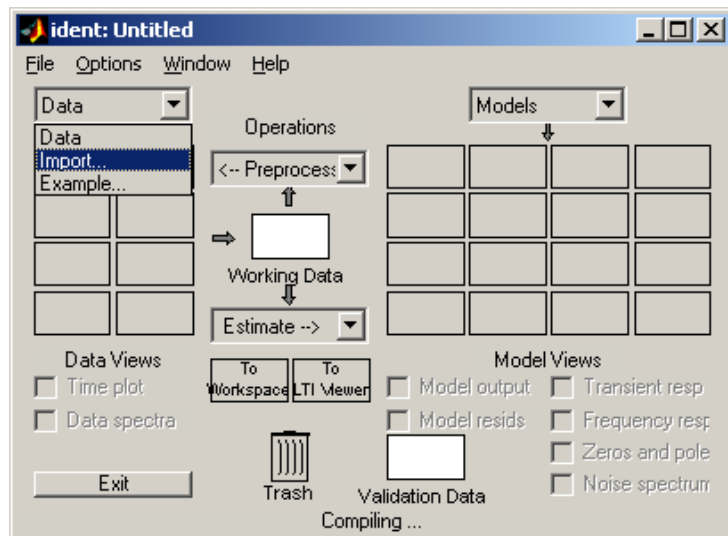 ident: Untitled
File Options Window Help
Data
Models
Data
Import...
Example...
Operations
<-- Preprocess
Working Data
Estimate -->
Data Views
Model Views
To Workspace
To LTI Viewer
Time plot
Model output
Transient resp
Data spectra
Model resids
Frequency resp
Zeros and pole
Noise spectrum
Exit
Trash
Validation Data
Compiling ...